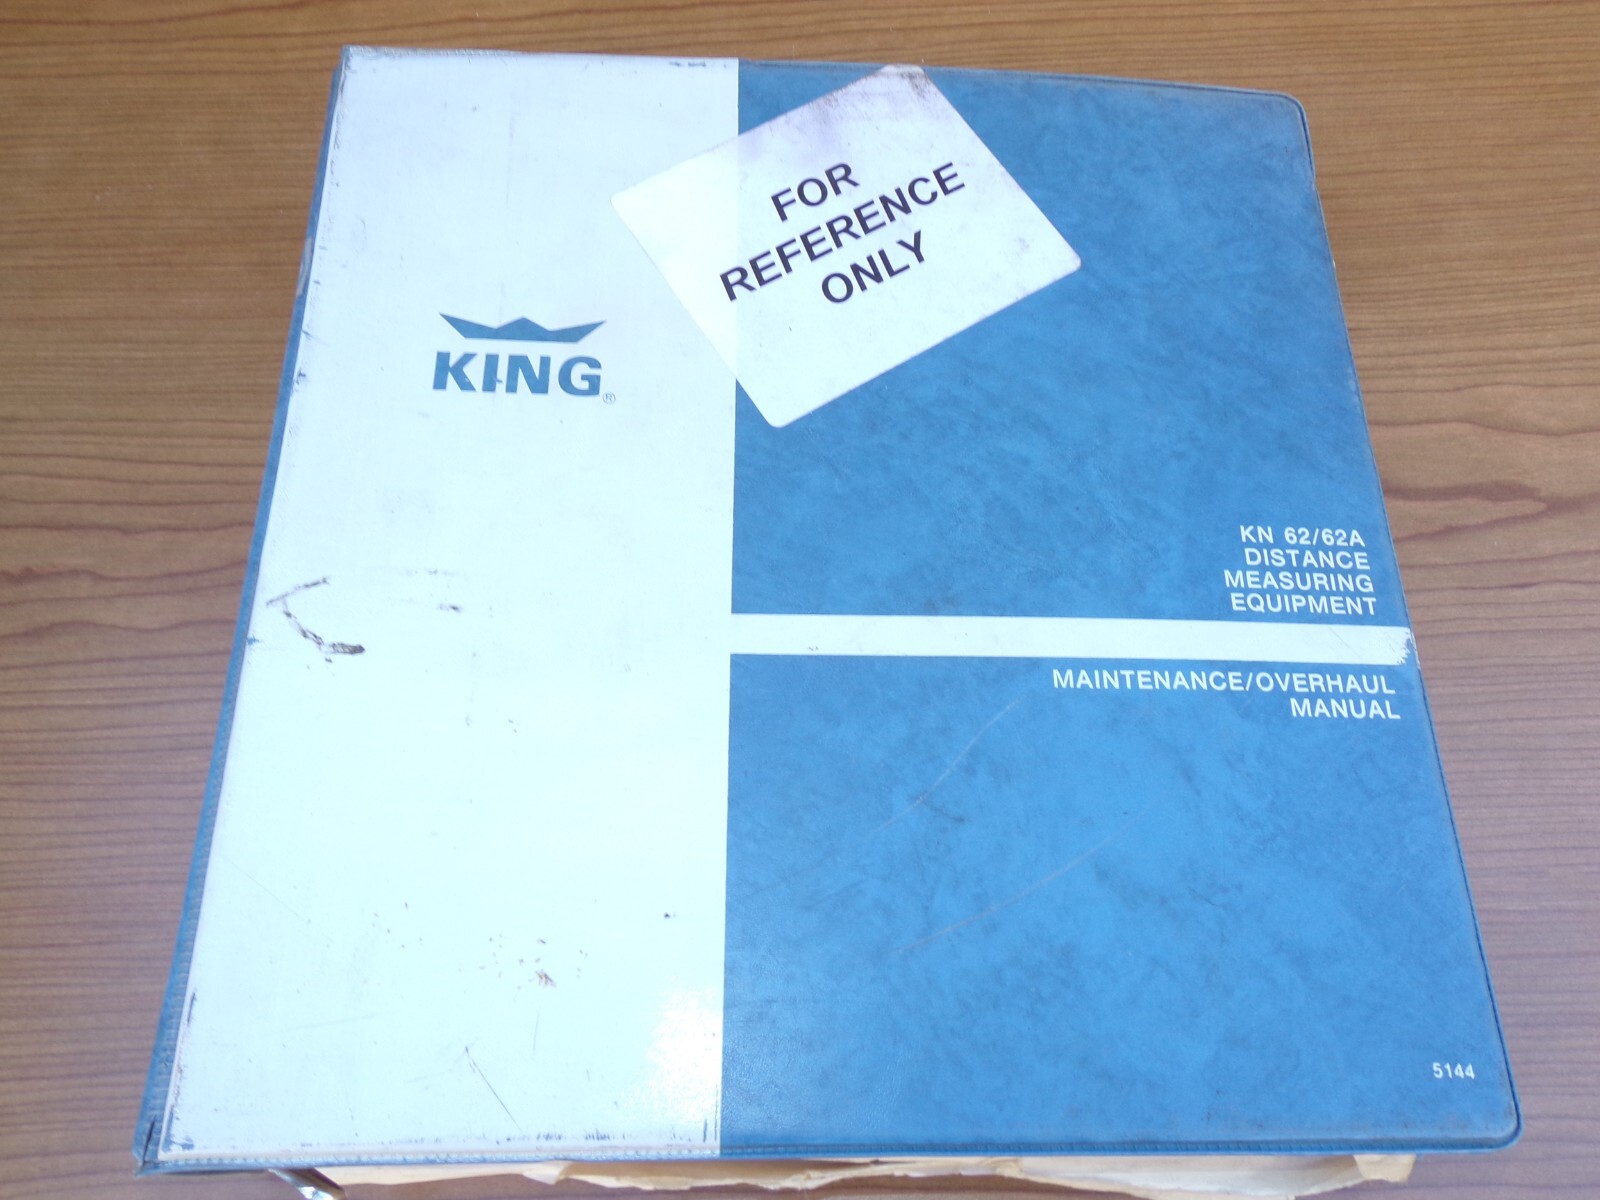 FOR
REFERENCE
ONLY
KING®
KN 62/62A
DISTANCE
MEASURING
EQUIPMENT
MAINTENANCE/OVERHAUL
MANUAL
5144